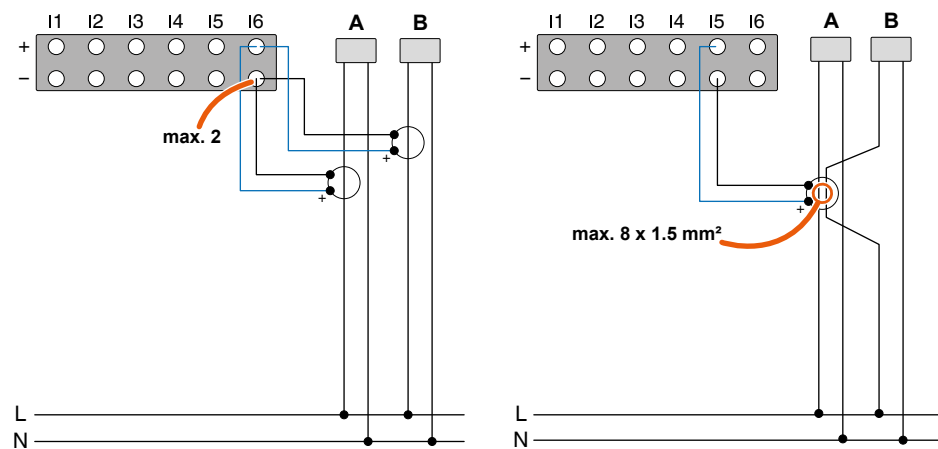 I1 I2 I3 I4 I5 I6 A B
+
−
max. 2
+
+
L
N
I1 I2 I3 I4 I5 I6 A B
+
−
+
max. 8 x 1.5 mm²
L
N